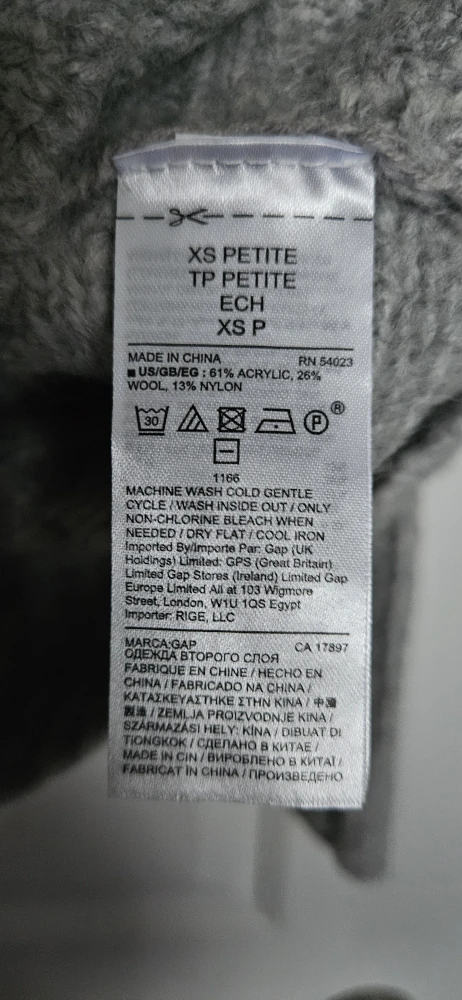 XS PETITE
TP PETITE
ECH
XS P
MADE IN CHINA RN 54023
■ US/GB/EG : 61% ACRYLIC, 26%
WOOL, 13% NYLON
30 P ®
1166
MACHINE WASH COLD GENTLE
CYCLE / WASH INSIDE OUT / ONLY
NON-CHLORINE BLEACH WHEN
NEEDED / DRY FLAT / COOL IRON
Imported By/Importe Par: Gap (UK
Holdings) Limited: GPS (Great Britain)
Limited Gap Stores (Ireland) Limited Gap
Europe Limited All at 103 Wigmore
Street, London, W1U 1QS Egypt
Importer: RIGE, LLC
MARCA:GAP CA 17897
ОДЕЖДА ВТОРОГО СЛОЯ
FABRIQUE EN CHINE / HECHO EN
CHINA / FABRICADO NA CHINA /
ΚΑΤΑΣΚΕΥΑΣΤΗΚΕ ΣΤΗΝ ΚΙΝΑ / 中國
製造 / ZEMLJA PROIZVODNJE KINA /
SZÁRMAZÁSI HELY: KÍNA / DIBUAT DI
TIONGKOK / СДЕЛАНО В КИТАЕ /
MADE IN CIN / ВИРОБЛЕНО В КИТАЇ /
FABRICAT IN CHINA / ПРОИЗВЕДЕНО